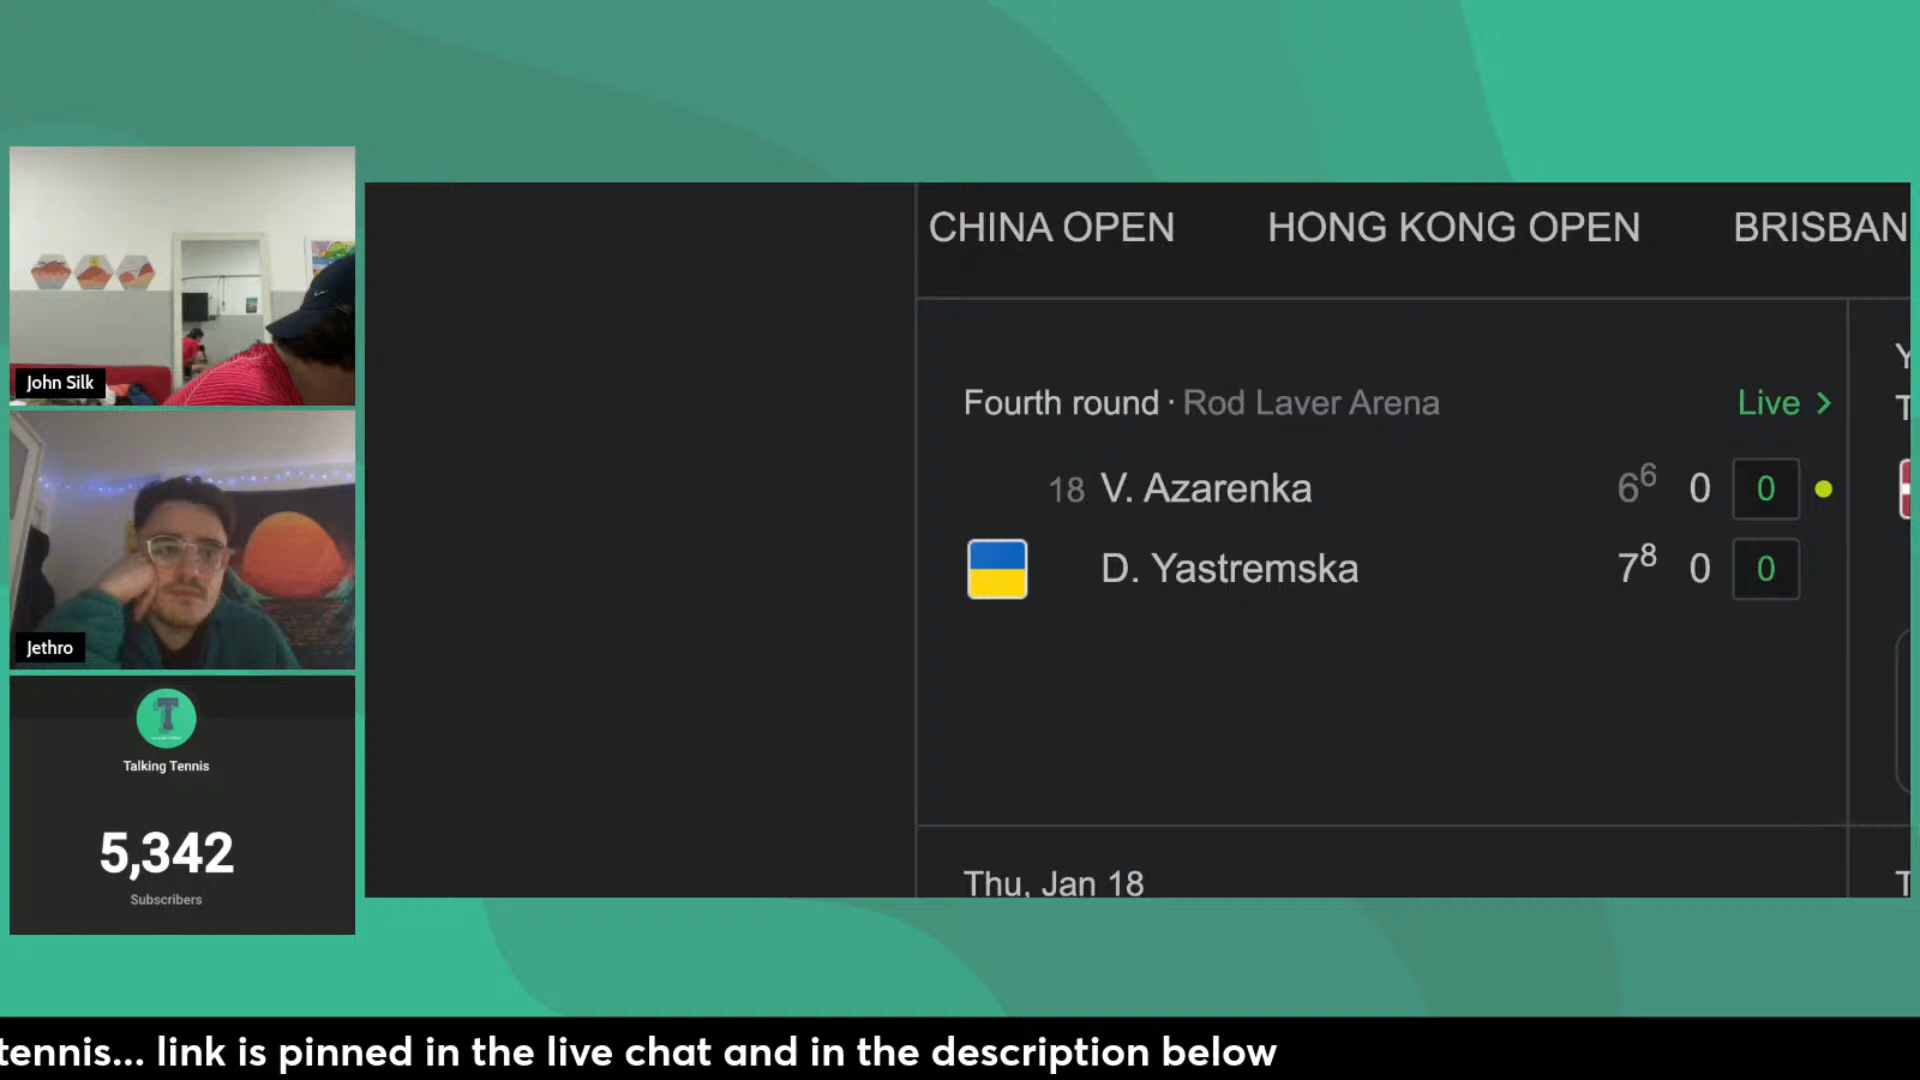 CHINA OPEN HONG KONG OPEN BRISBAN
Fourth round · Rod Laver Arena Live
18 V. Azarenka 6⁶ 0 0
D. Yastremska 7⁸ 0 0
Thu, Jan 18
Y
T
T
John Silk
Jethro
T
Talking Tennis
5,342
Subscribers
tennis... link is pinned in the live chat and in the description below